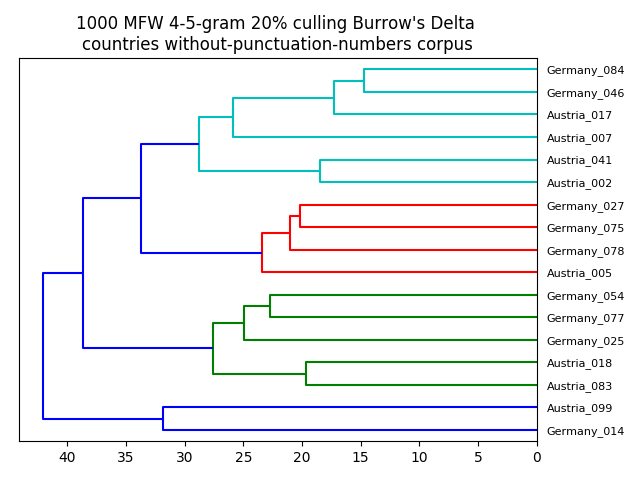 1000 MFW 4-5-gram 20% culling Burrow's Delta
countries without-punctuation-numbers corpus
Germany_084
Germany_046
Austria_017
Austria_007
Austria_041
Austria_002
Germany_027
Germany_075
Germany_078
Austria_005
Germany_054
Germany_077
Germany_025
Austria_018
Austria_083
Austria_099
Germany_014
40 35 30 25 20 15 10 5 0